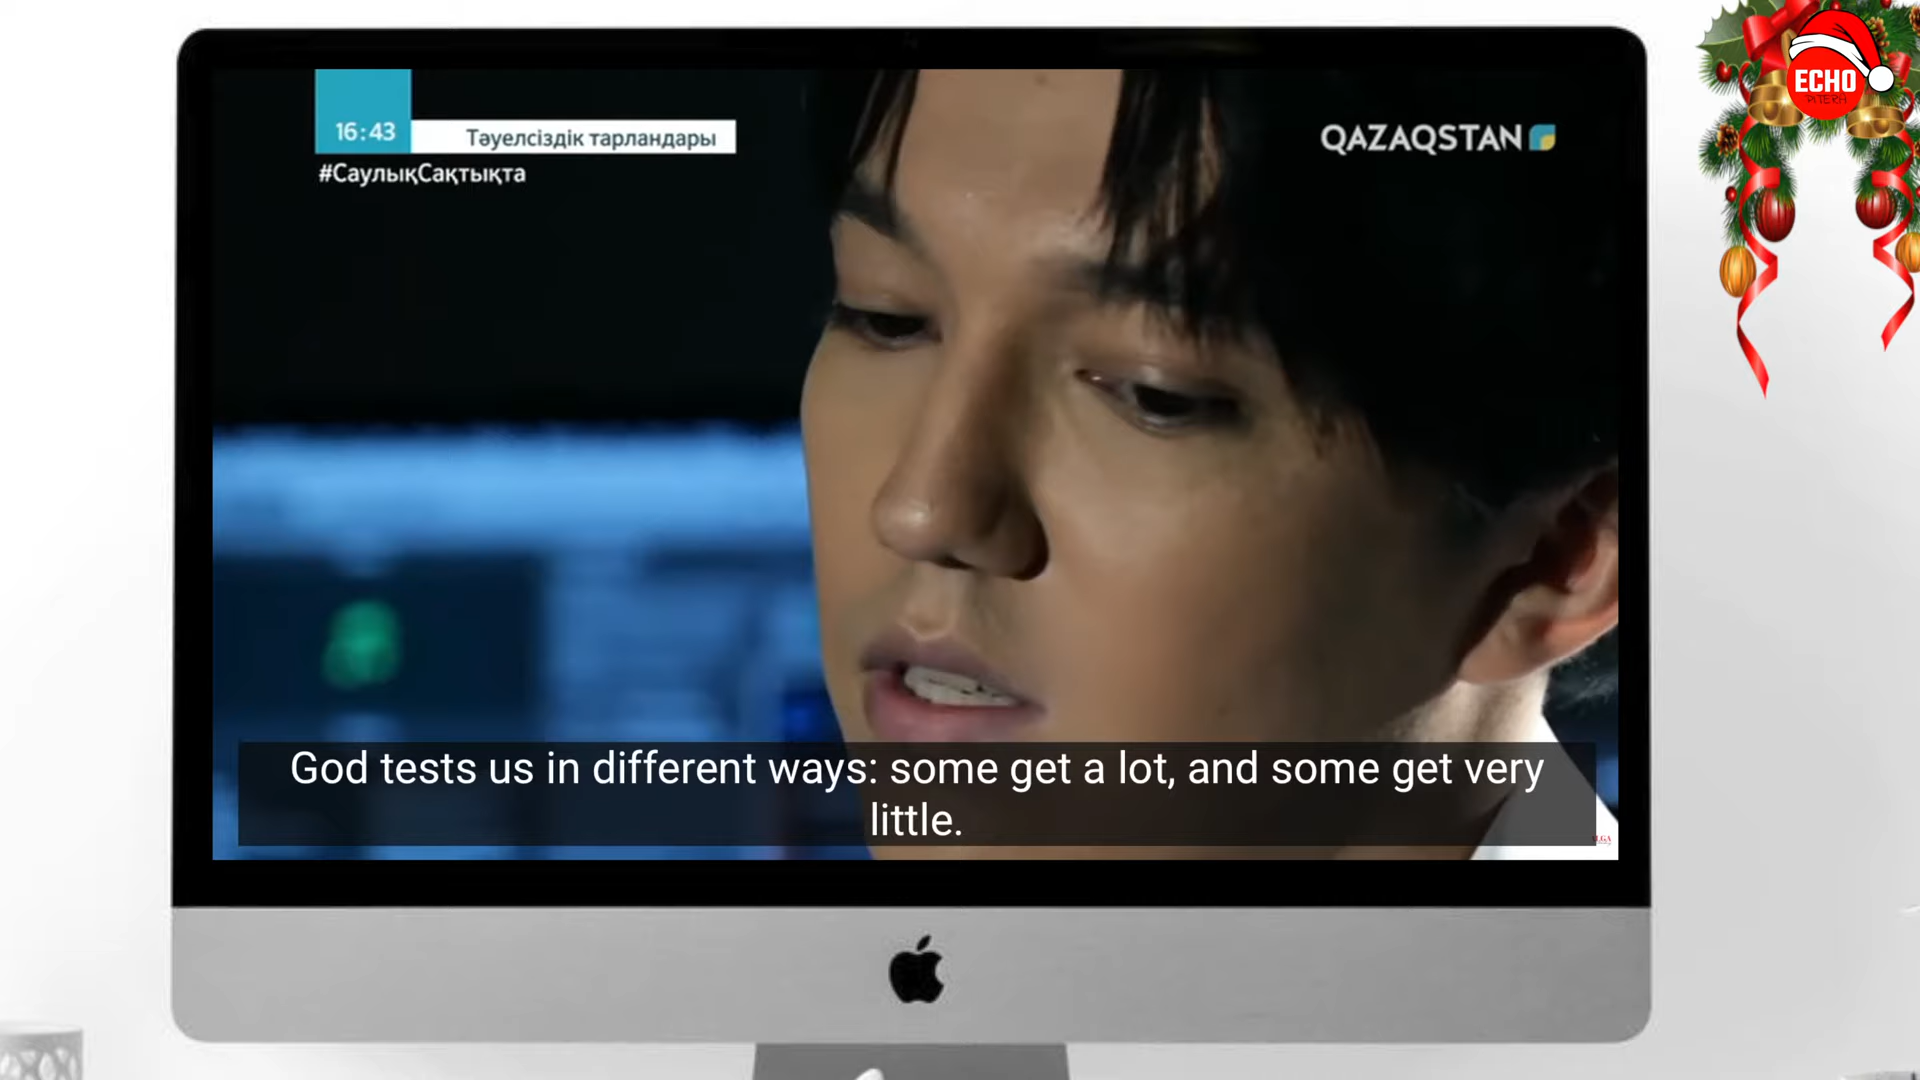 16:43
Тәуелсіздік тарландары
#СаулықСақтықта
QAZAQSTAN
ECHO
God tests us in different ways: some get a lot, and some get very
little.